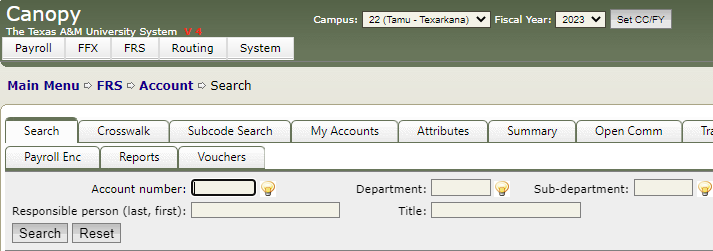 Canopy
Campus: 22 (Tamu - Texarkana) Fiscal Year: 2023 Set CC/FY
The Texas A&M University System V 4
Payroll FFX FRS Routing System
Main Menu ⇨ FRS ⇨ Account ⇨ Search
Search Crosswalk Subcode Search My Accounts Attributes Summary Open Comm Tra
Payroll Enc Reports Vouchers
Account number: Department: Sub-department:
Responsible person (last, first): Title:
Search Reset